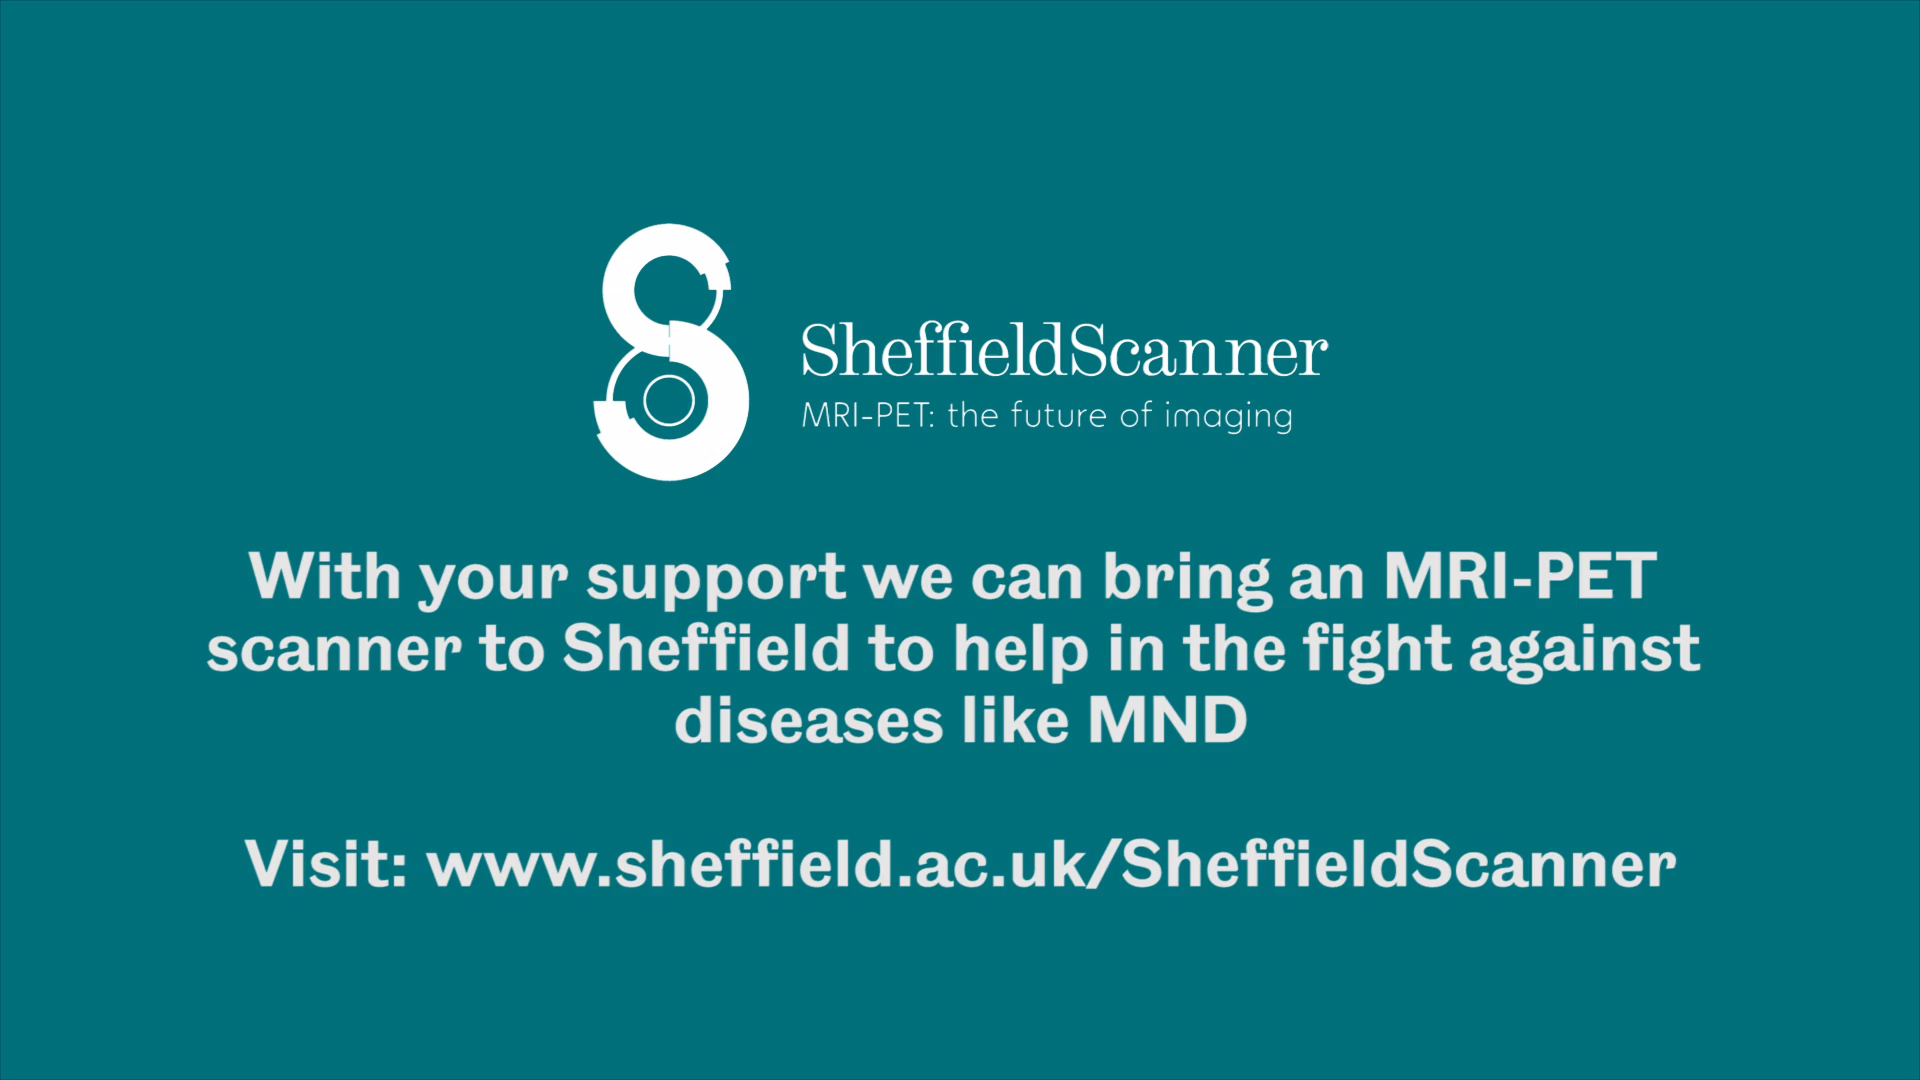 SheffieldScanner
MRI-PET: the future of imaging
With your support we can bring an MRI-PET
scanner to Sheffield to help in the fight against
diseases like MND
Visit: www.sheffield.ac.uk/SheffieldScanner